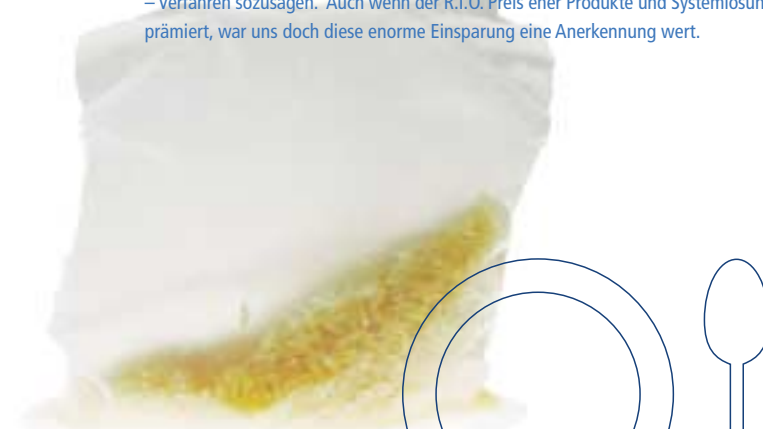 – Verfahren sozusagen. Auch wenn der R.I.O. Preis eher Produkte und Systemlösun
prämiert, war uns doch diese enorme Einsparung eine Anerkennung wert.